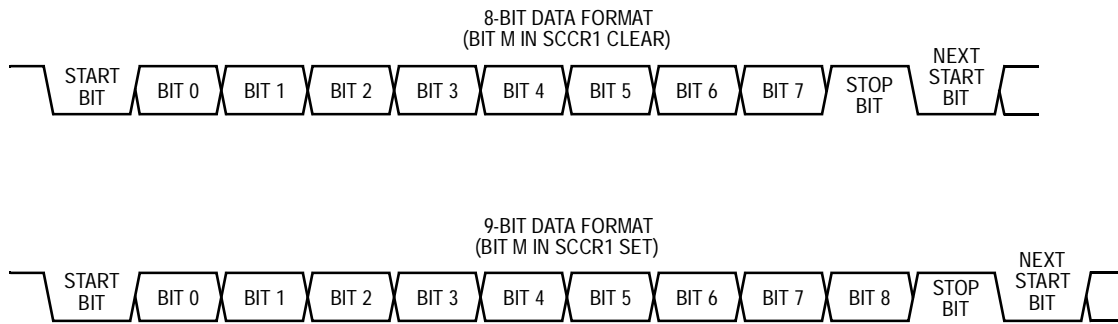 8-BIT DATA FORMAT
(BIT M IN SCCR1 CLEAR)
START
BIT
BIT 0
BIT 1
BIT 2
BIT 3
BIT 4
BIT 5
BIT 6
BIT 7
STOP
BIT
NEXT
START
BIT
9-BIT DATA FORMAT
(BIT M IN SCCR1 SET)
START
BIT
BIT 0
BIT 1
BIT 2
BIT 3
BIT 4
BIT 5
BIT 6
BIT 7
BIT 8
STOP
BIT
NEXT
START
BIT